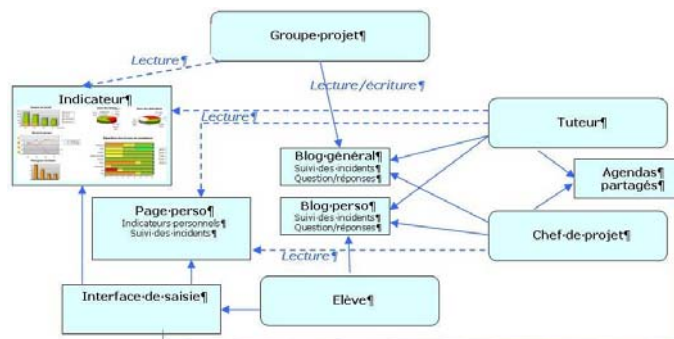 Groupe·projet¶
Lecture¶
Lecture/écriture¶
Indicateur¶
Lecture¶
Tuteur¶
Blog·général¶
Suivi·des·incidents¶
Question/réponses¶
Agendas¶
partagés¶
Page·perso¶
Indicateurs·personnels¶
Suivi·des·incidents¶
Blog·perso¶
Suivi·des·incidents¶
Question/réponses¶
Chef·de·projet¶
Lecture¶
Interface·de·saisie¶
Elève¶